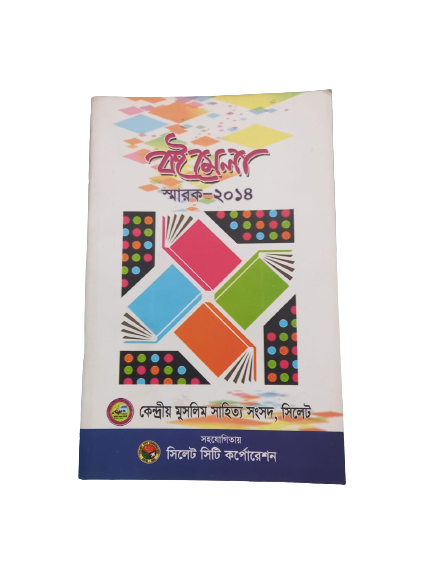 বইমেলা
স্মারক-২০১৪
কেন্দ্রীয় মুসলিম সাহিত্য সংসদ, সিলেট
সহযোগিতায়
সিলেট সিটি কর্পোরেশন